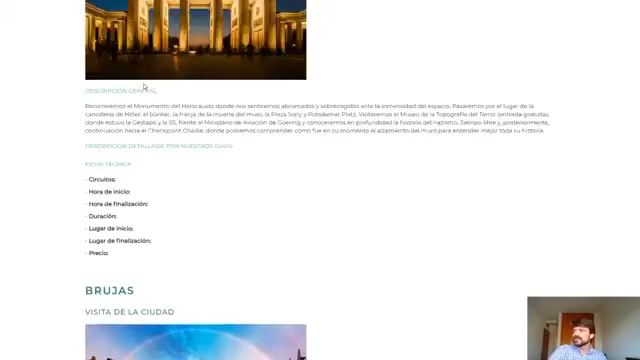 DESCRIPCIÓN GENERAL
Recorreremos el Monumento del Holocausto donde nos sentiremos abrumados y sobrecogidos ante la inmensidad del espacio. Pasaremos por el lugar de la
cancillería de Hitler, el búnker, la franja de la muerte del muro, la Plaza Sony y Potsdamer Platz. Visitaremos el Museo de la Topografía del Terror (entrada gratuita),
donde estuvo la Gestapo y la SS, frente al Ministerio de Aviación de Goering y conoceremos en profundidad la historia del nazismo. Tiempo libre y, posteriormente,
continuación hacia el Checkpoint Charlie, donde podremos comprender cómo fue en su momento el alzamiento del muro para entender mejor toda su historia.
DESCRIPCIÓN DETALLADA POR NUESTROS GUÍAS
FICHA TÉCNICA
· Circuitos:
· Hora de inicio:
· Hora de finalización:
· Duración:
· Lugar de inicio:
· Lugar de finalización:
· Precio:
BRUJAS
VISITA DE LA CIUDAD